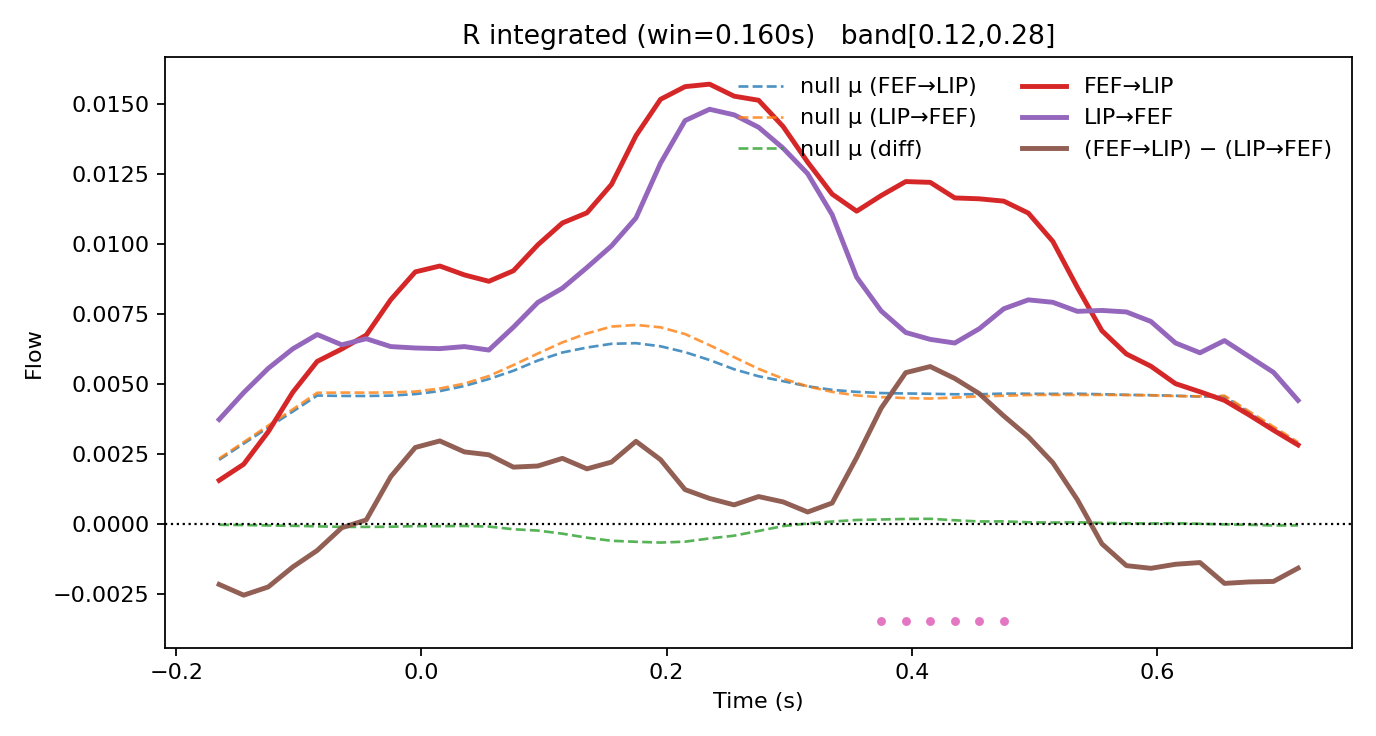 R integrated (win=0.160s)   band[0.12,0.28]
null μ (FEF→LIP)
null μ (LIP→FEF)
null μ (diff)
FEF→LIP
LIP→FEF
(FEF→LIP) − (LIP→FEF)
Flow
0.0150
0.0125
0.0100
0.0075
0.0050
0.0025
0.0000
−0.0025
−0.2
0.0
0.2
0.4
0.6
Time (s)